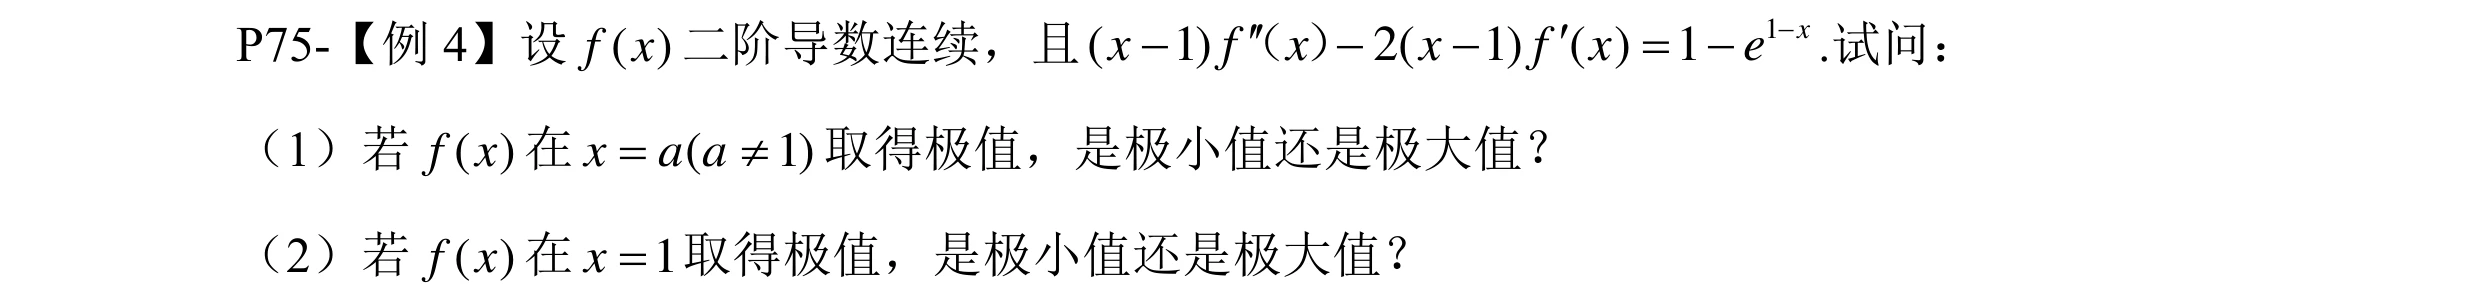 P75-【例 4】设 f(x) 二阶导数连续，且 (x−1)f″(x)−2(x−1)f′(x)=1−e^{1−x}.试问：
（1）若 f(x) 在 x=a(a≠1) 取得极值，是极小值还是极大值？
（2）若 f(x) 在 x=1 取得极值，是极小值还是极大值？